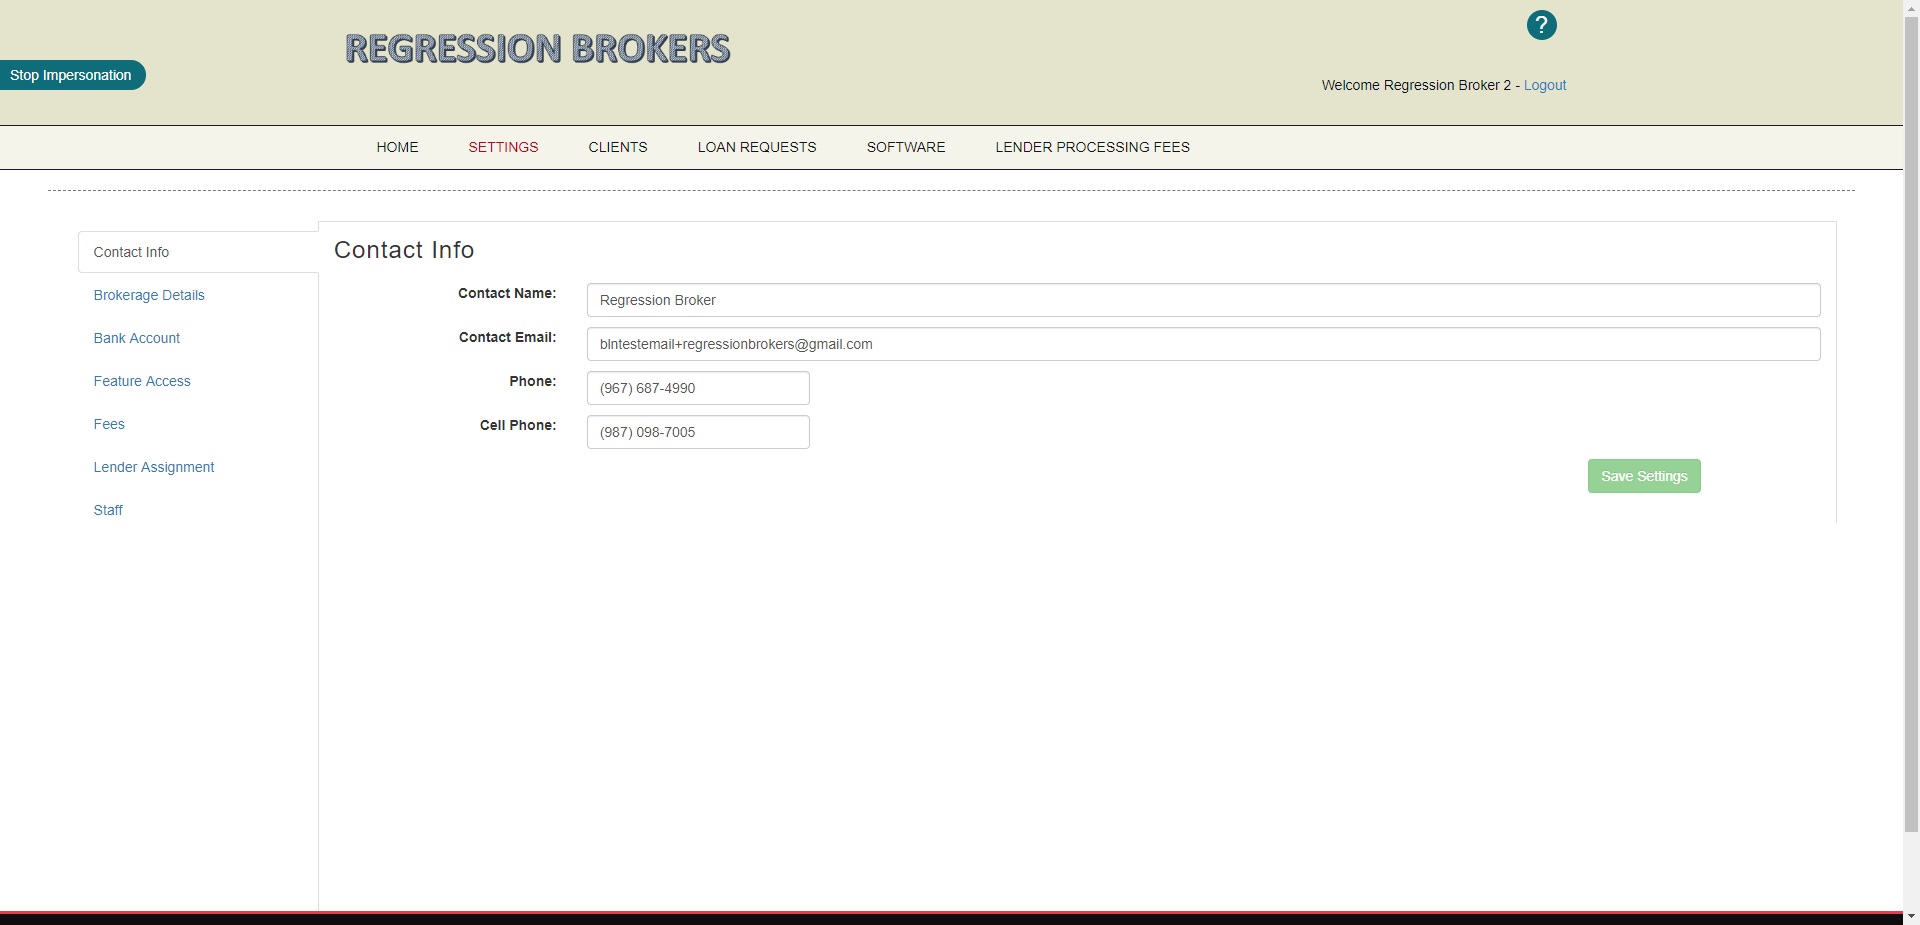 REGRESSION BROKERS
?
Stop Impersonation
Welcome Regression Broker 2 - Logout
HOME SETTINGS CLIENTS LOAN REQUESTS SOFTWARE LENDER PROCESSING FEES
Contact Info
Brokerage Details
Bank Account
Feature Access
Fees
Lender Assignment
Staff
Contact Info
Contact Name: Regression Broker
Contact Email: blntestemail+regressionbrokers@gmail.com
Phone: (967) 687-4990
Cell Phone: (987) 098-7005
Save Settings